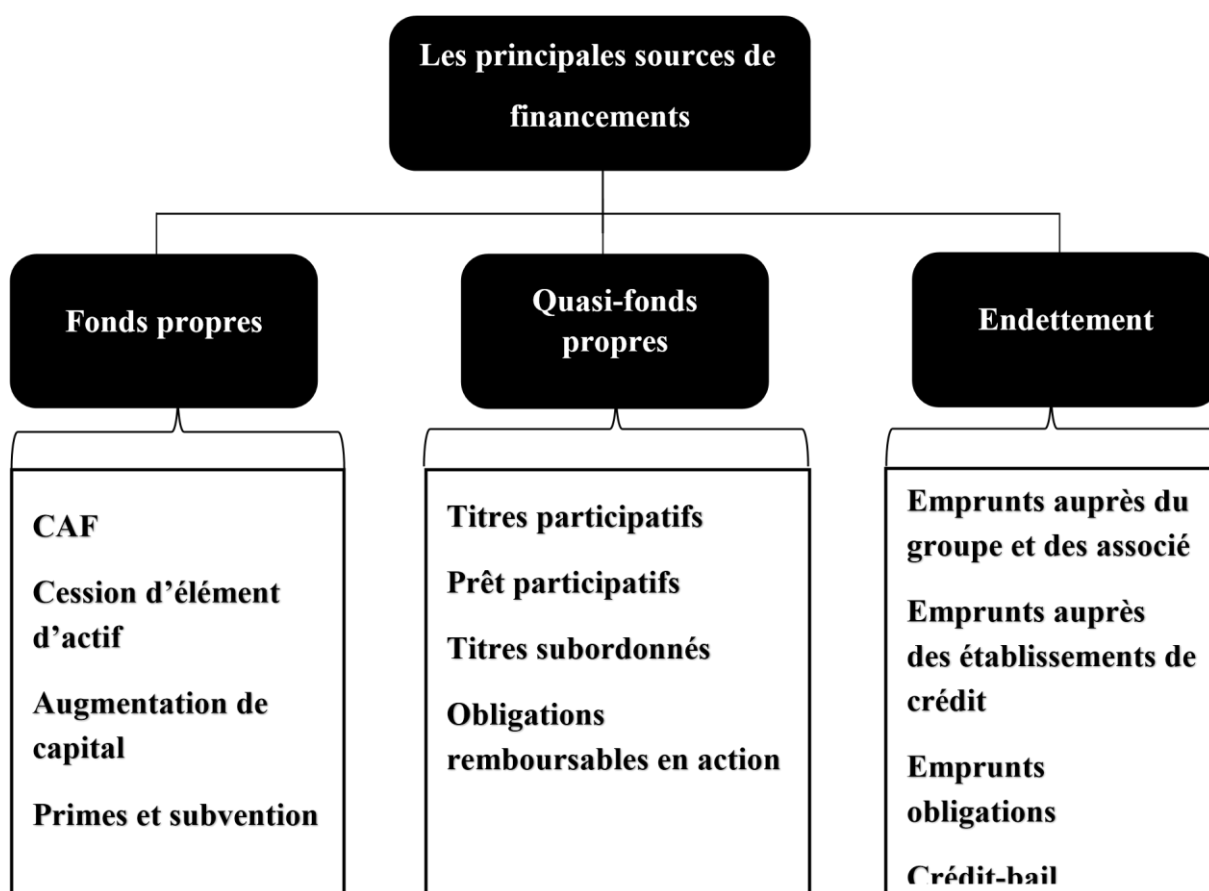 Les principales sources de
financements
Fonds propres
Quasi-fonds
propres
Endettement
CAF
Cession d’élément
d’actif
Augmentation de
capital
Primes et subvention
Titres participatifs
Prêt participatifs
Titres subordonnés
Obligations
remboursables en action
Emprunts auprès du
groupe et des associé
Emprunts auprès
des établissements de
crédit
Emprunts
obligations
Crédit-bail